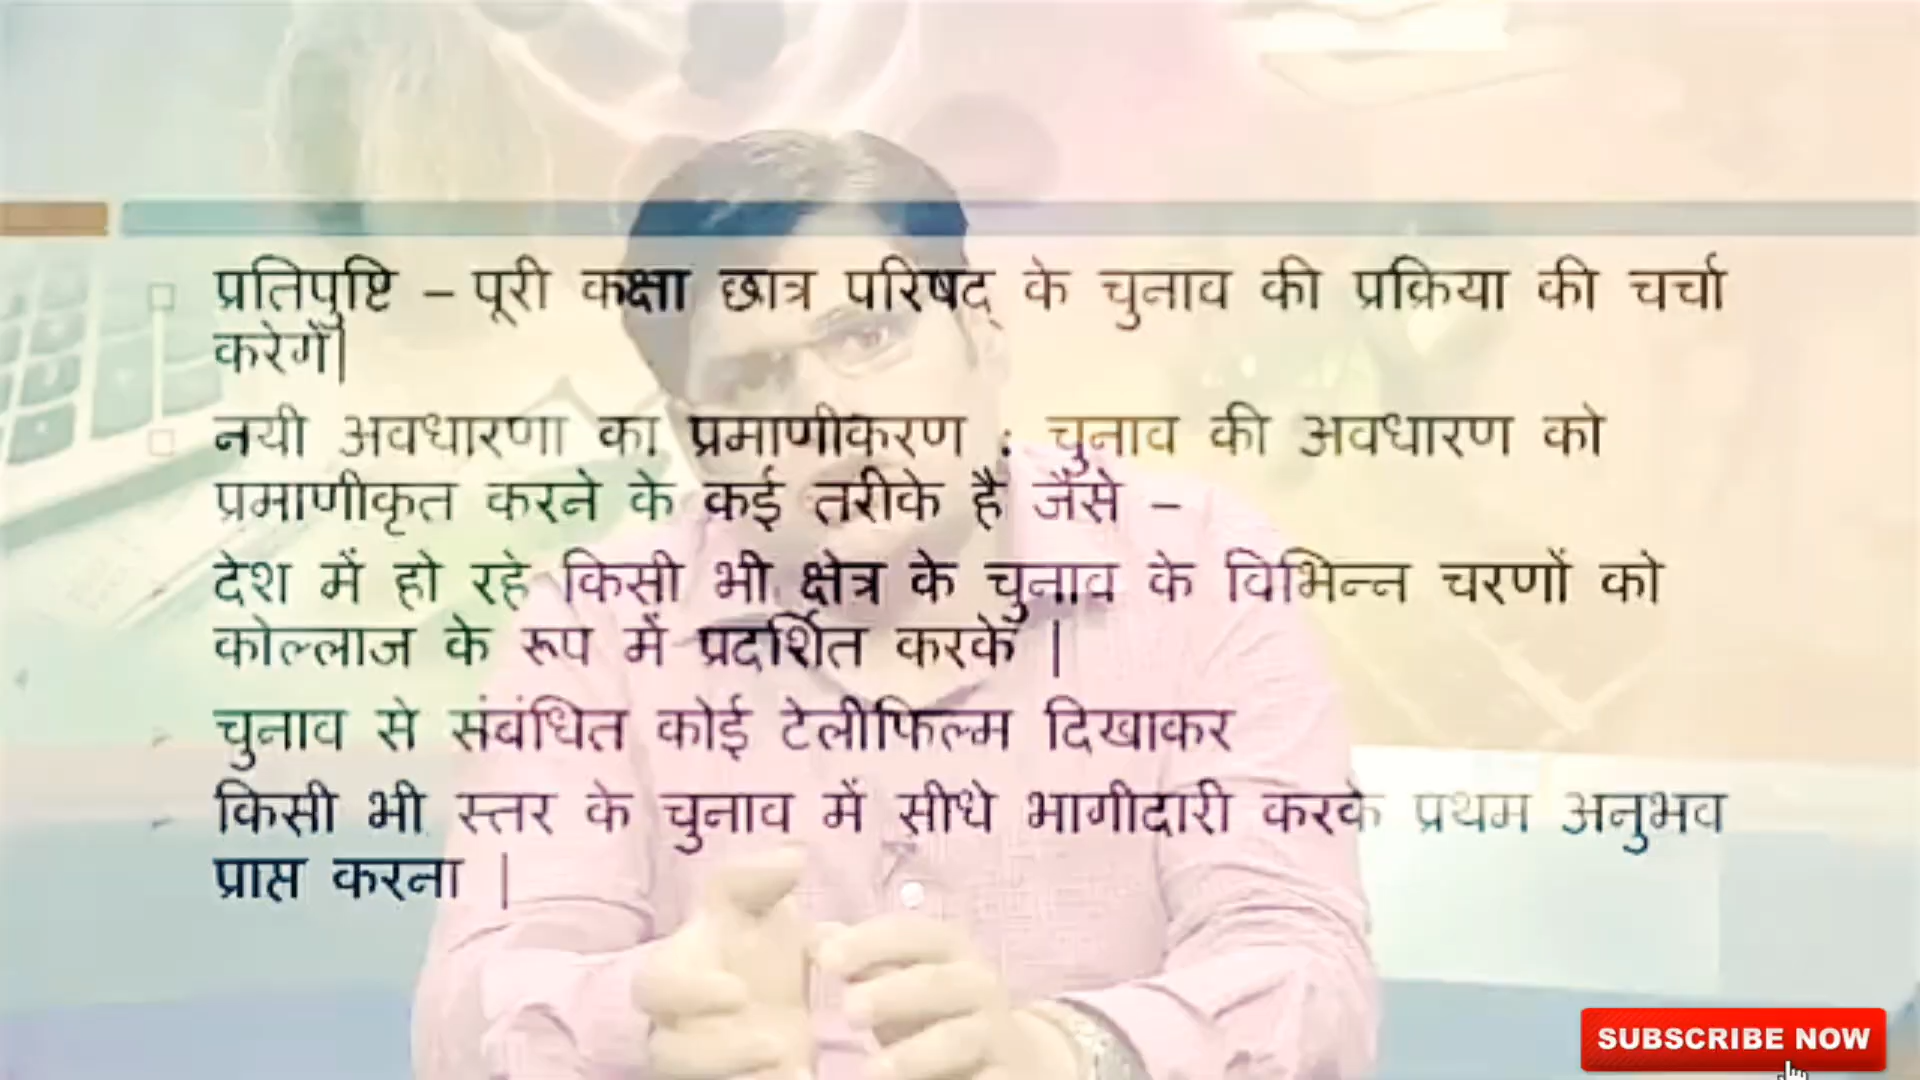 प्रतिपुष्टि – पूरी कक्षा छात्र परिषद् के चुनाव की प्रक्रिया की चर्चा
करेगें|
नयी अवधारणा का प्रमाणीकरण : चुनाव की अवधारण को
प्रमाणीकृत करने के कई तरीके है जैसे –
देश में हो रहे किसी भी क्षेत्र के चुनाव के विभिन्न चरणों को
कोल्लाज के रूप में प्रदर्शित करके |
चुनाव से संबंधित कोई टेलीफिल्म दिखाकर
किसी भी स्तर के चुनाव में सीधे भागीदारी करके प्रथम अनुभव
प्राप्त करना |
SUBSCRIBE NOW